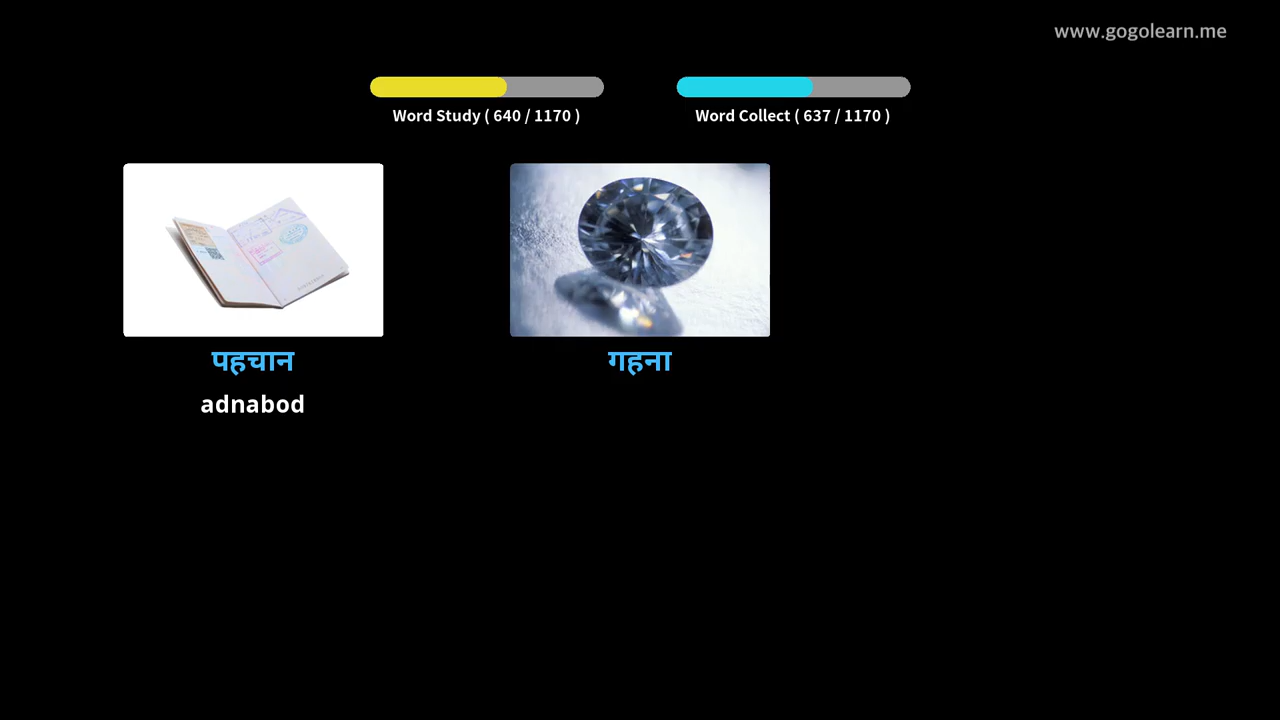 www.gogolearn.me
Word Study ( 640 / 1170 )
Word Collect ( 637 / 1170 )
पहचान
गहना
adnabod